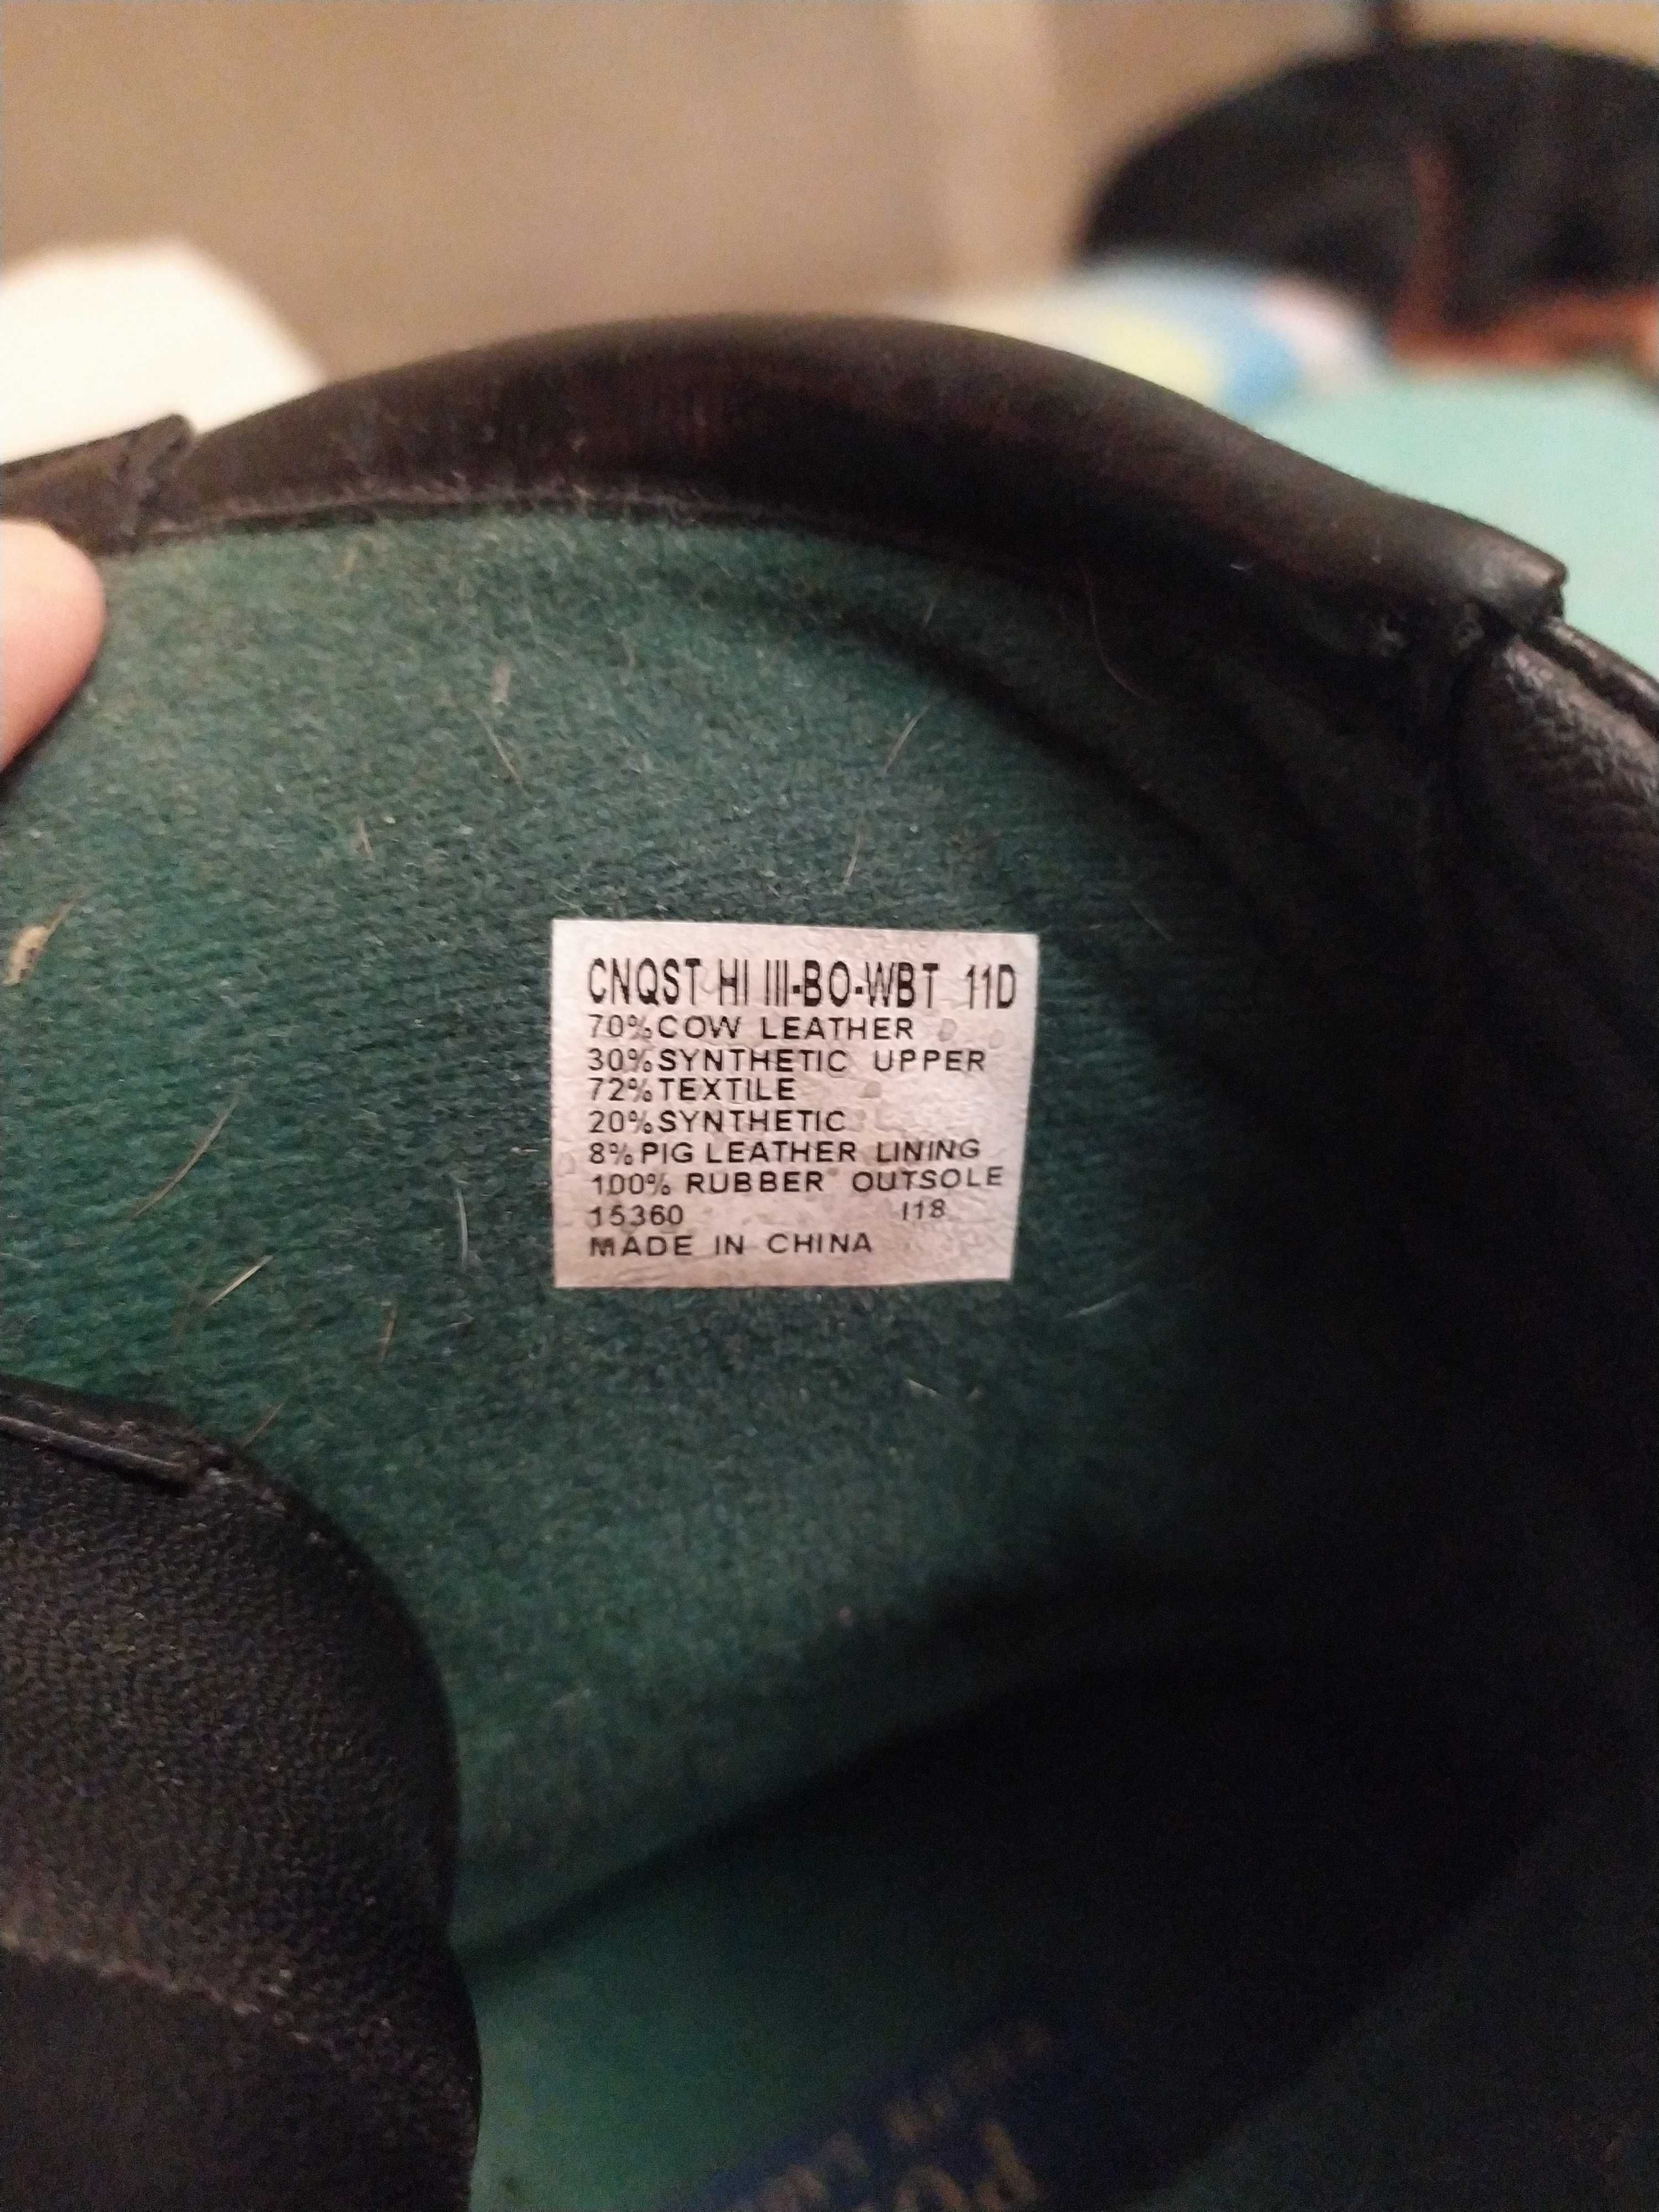 CNQST HI III-BO-WBT 11D
70%COW LEATHER
30%SYNTHETIC UPPER
72%TEXTILE
20%SYNTHETIC
8%PIG LEATHER LINING
100% RUBBER OUTSOLE
15360 I18
MADE IN CHINA